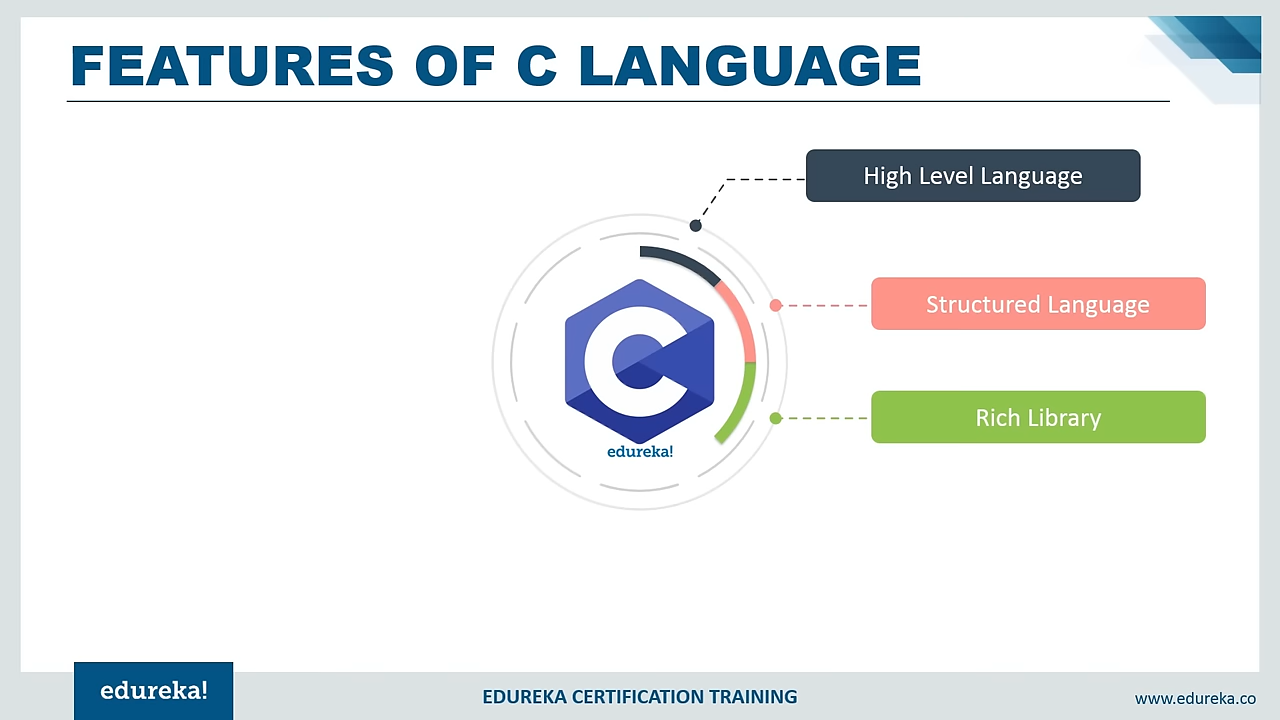 FEATURES OF C LANGUAGE
High Level Language
Structured Language
Rich Library
edureka!
edureka!
EDUREKA CERTIFICATION TRAINING
www.edureka.co